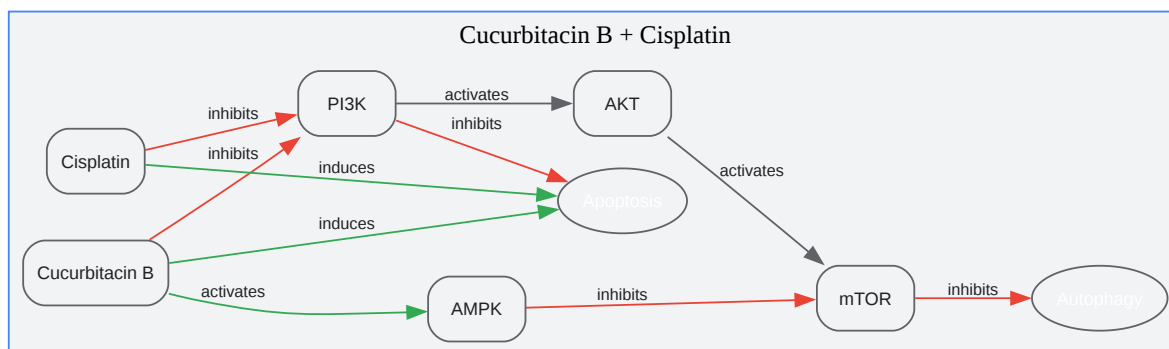 Cucurbitacin B + Cisplatin
PI3K
activates
AKT
inhibits
inhibits
Cisplatin
inhibits
induces
activates
Apoptosis
induces
Cucurbitacin B
activates
AMPK
inhibits
mTOR
inhibits
Autophagy